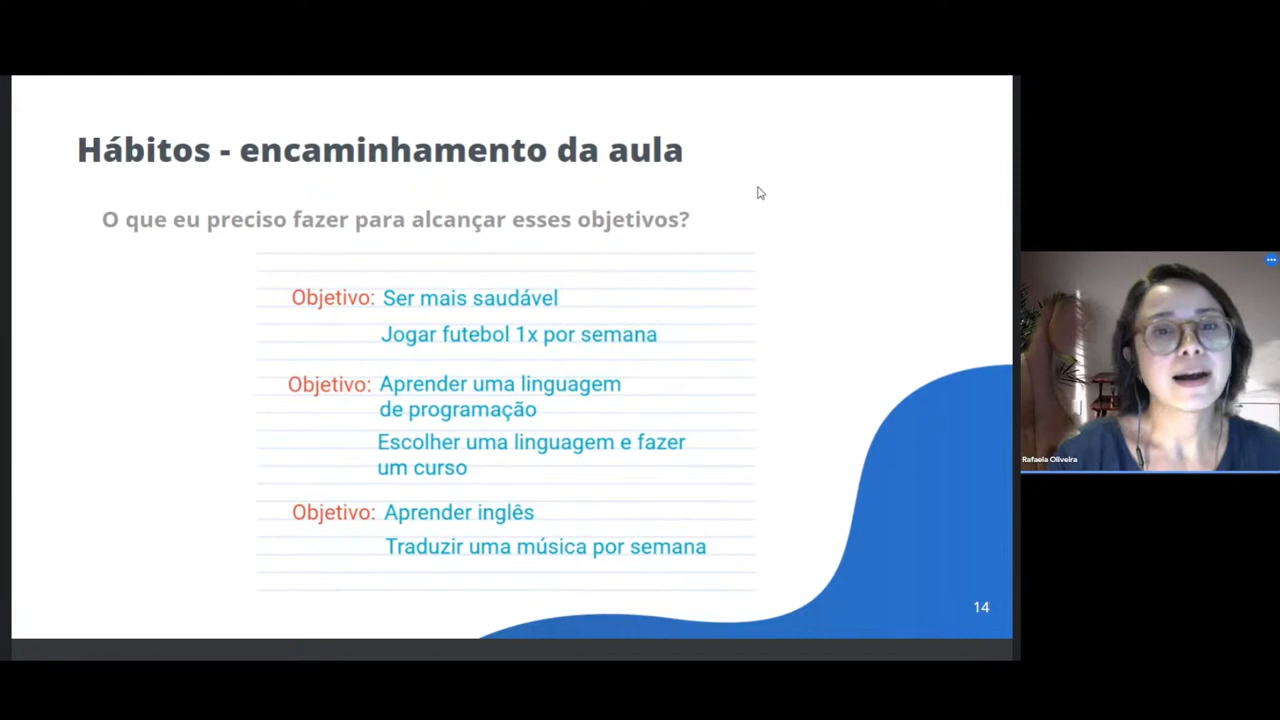 Hábitos - encaminhamento da aula
O que eu preciso fazer para alcançar esses objetivos?
Objetivo: Ser mais saudável
Jogar futebol 1x por semana
Objetivo: Aprender uma linguagem
de programação
Escolher uma linguagem e fazer
um curso
Objetivo: Aprender inglês
Traduzir uma música por semana
14
Rafaela Oliveira